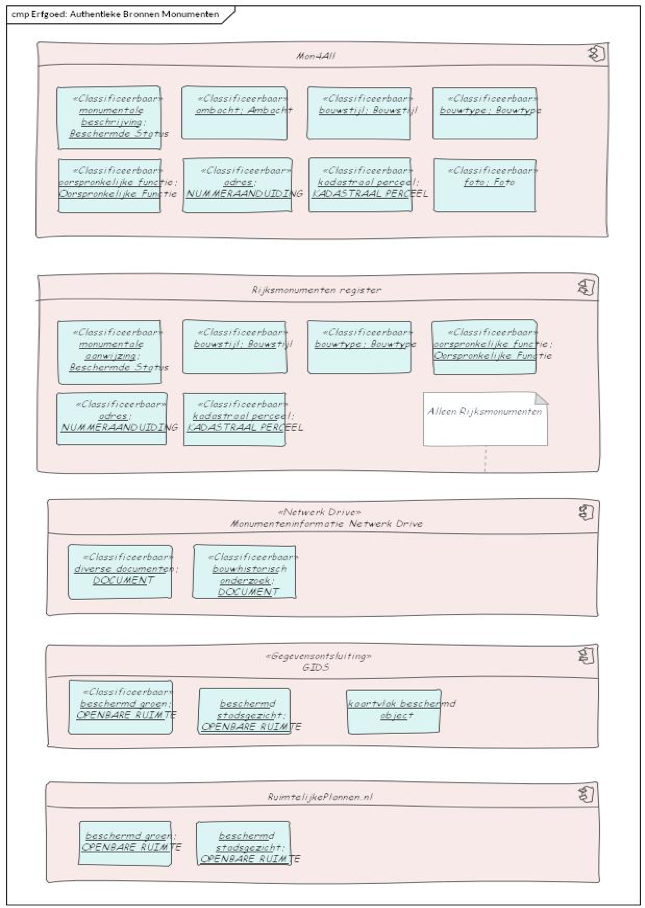 cmp Erfgoed: Authentieke Bronnen Monumenten
Mon4All
«Classificeerbaar»
monumentale
beschrijving:
Beschermde Status
«Classificeerbaar»
ambacht: Ambacht
«Classificeerbaar»
bouwstijl: Bouwstijl
«Classificeerbaar»
bouwtype: Bouwtype
«Classificeerbaar»
oorspronkelijke functie:
Oorspronkelijke Functie
«Classificeerbaar»
adres:
NUMMERAANDUIDING
«Classificeerbaar»
kadastraal perceel:
KADASTRAAL PERCEEL
«Classificeerbaar»
foto: Foto
Rijksmonumenten register
«Classificeerbaar»
monumentale
aanwijzing:
Beschermde Status
«Classificeerbaar»
bouwstijl: Bouwstijl
«Classificeerbaar»
bouwtype: Bouwtype
«Classificeerbaar»
oorspronkelijke functie:
Oorspronkelijke Functie
«Classificeerbaar»
adres:
NUMMERAANDUIDING
«Classificeerbaar»
kadastraal perceel:
KADASTRAAL PERCEEL
Alleen Rijksmonumenten
«Netwerk Drive»
Monumenteninformatie Netwerk Drive
«Classificeerbaar»
diverse documenten:
DOCUMENT
«Classificeerbaar»
bouwhistorisch
onderzoek:
DOCUMENT
«Gegevensontsluiting»
GIDS
«Classificeerbaar»
beschermd groen:
OPENBARE RUIMTE
beschermd
stadsgezicht:
OPENBARE RUIMTE
kaartvlak beschermd
object
RuimtelijkePlannen.nl
beschermd groen:
OPENBARE RUIMTE
beschermd
stadsgezicht:
OPENBARE RUIMTE